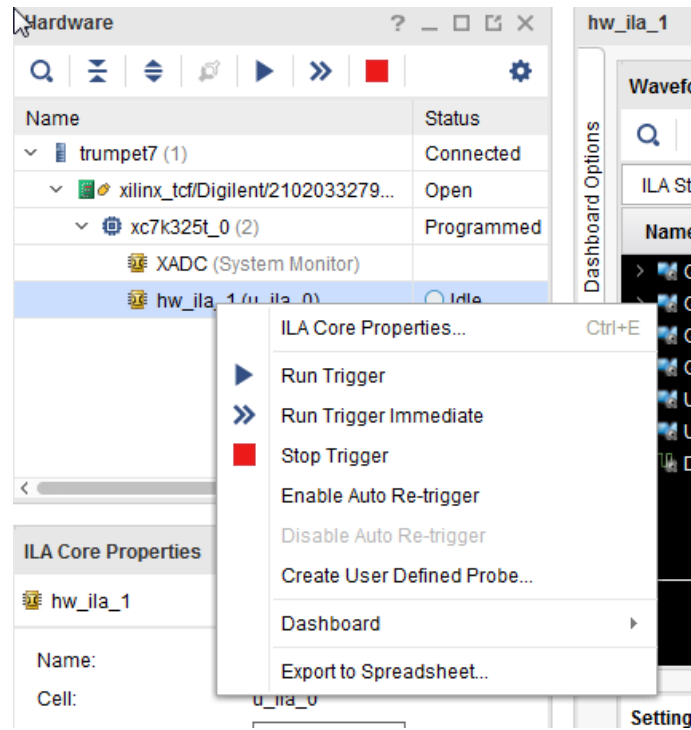 Hardware
?
Name Status
trumpet7 (1) Connected
xilinx_tcf/Digilent/2102033279... Open
xc7k325t_0 (2) Programmed
XADC (System Monitor)
hw_ila_1 (u_ila_0) Idle
ILA Core Properties... Ctrl+E
Run Trigger
Run Trigger Immediate
Stop Trigger
Enable Auto Re-trigger
Disable Auto Re-trigger
Create User Defined Probe...
Dashboard
Export to Spreadsheet...
ILA Core Properties
hw_ila_1
Name:
Cell: u_ila_0
hw_ila_1
Dashboard Options
Wavefo
ILA St
Name
Setting